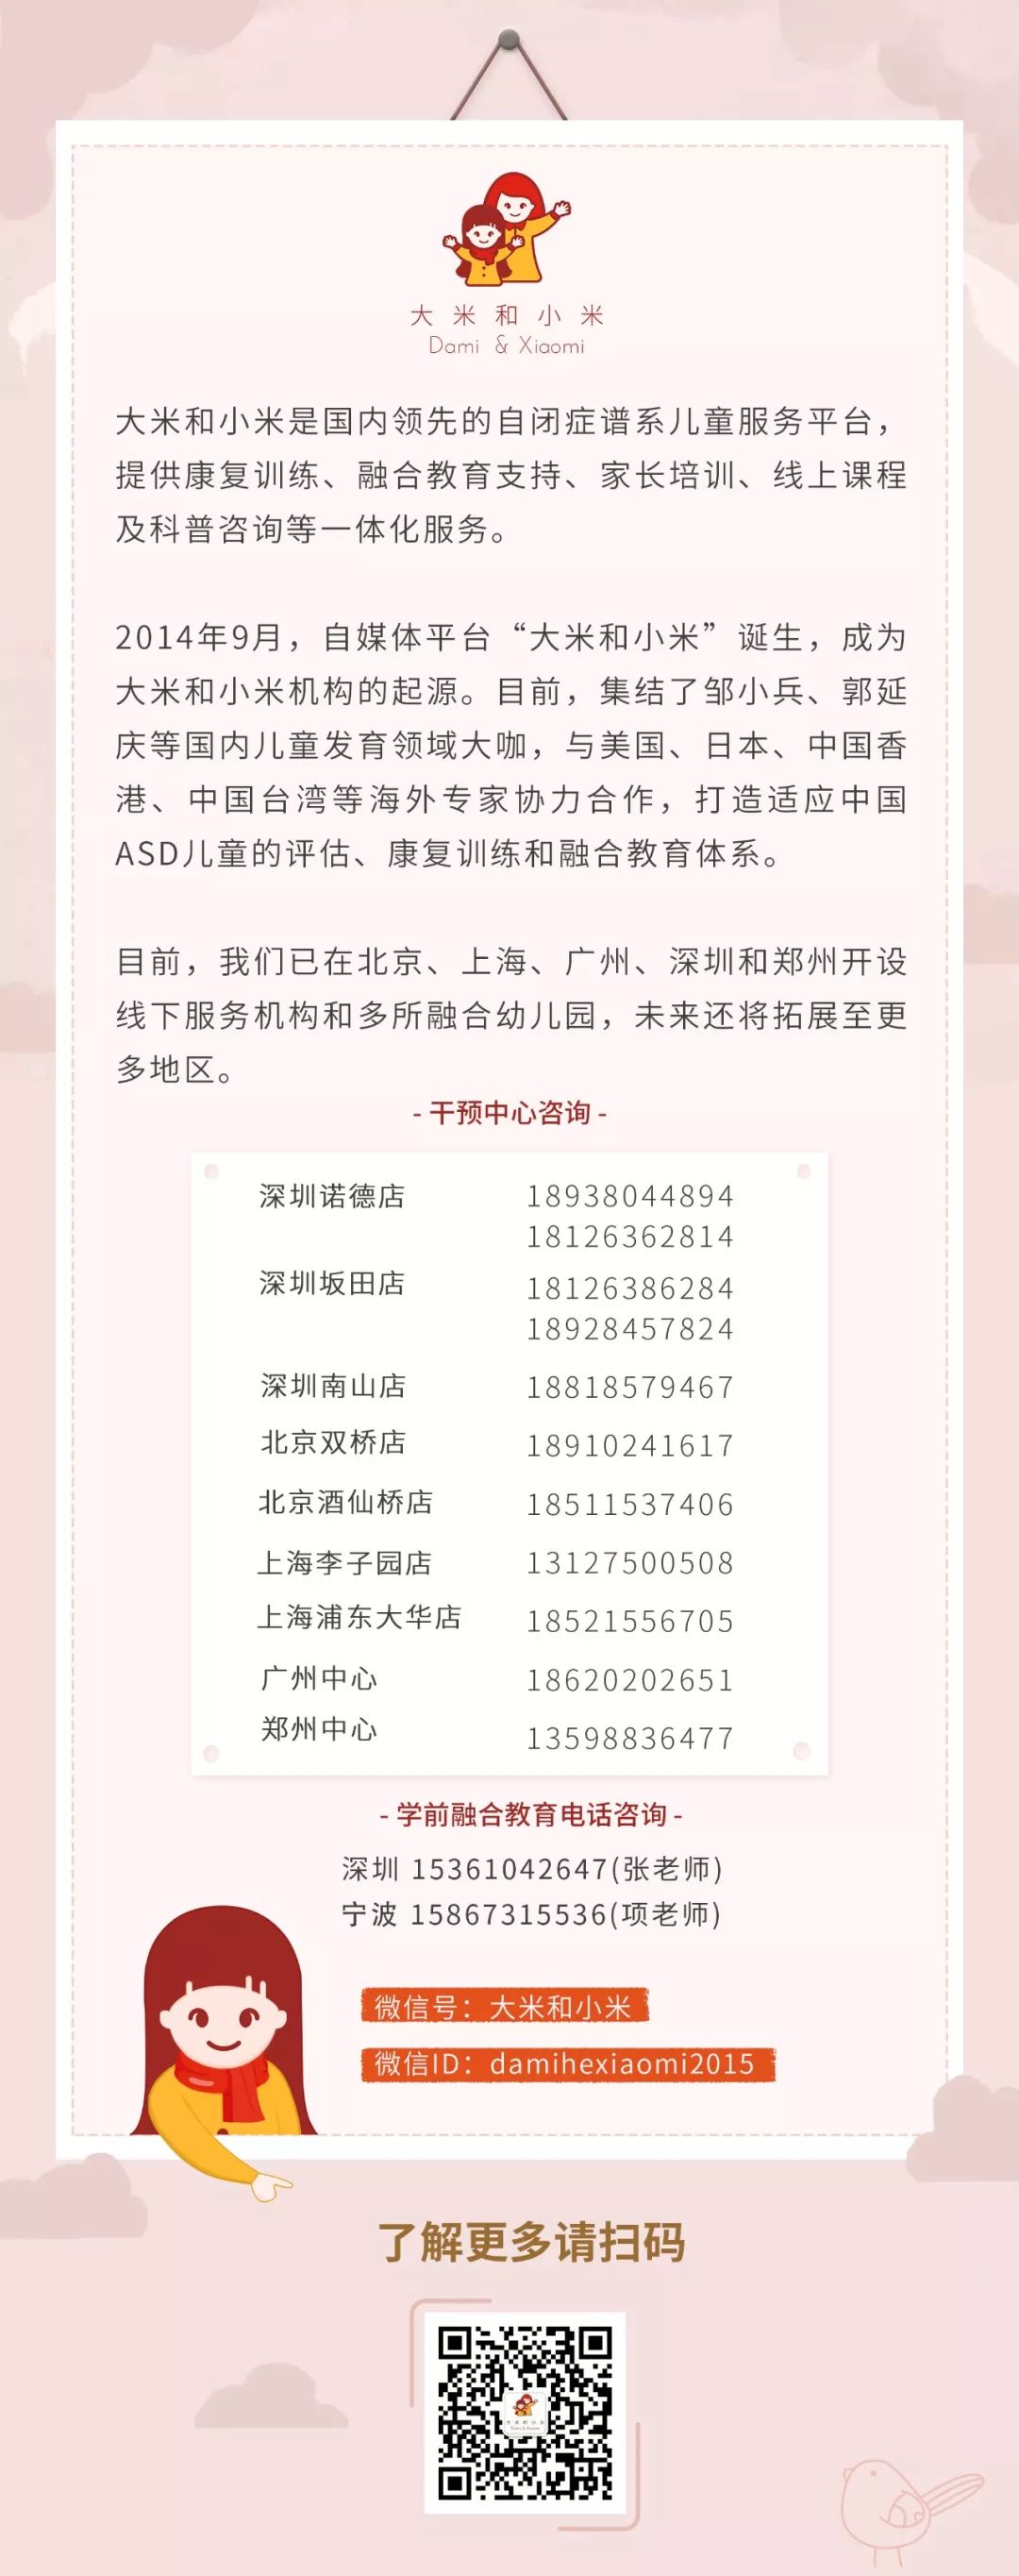 大米和小米
Dami & Xiaomi
大米和小米是国内领先的自闭症谱系儿童服务平台，
提供康复训练、融合教育支持、家长培训、线上课程
及科普咨询等一体化服务。
2014年9月，自媒体平台“大米和小米”诞生，成为
大米和小米机构的起源。目前，集结了邹小兵、郭延
庆等国内儿童发育领域大咖，与美国、日本、中国香
港、中国台湾等海外专家协力合作，打造适应中国
ASD儿童的评估、康复训练和融合教育体系。
目前，我们已在北京、上海、广州、深圳和郑州开设
线下服务机构和多所融合幼儿园，未来还将拓展至更
多地区。
- 干预中心咨询 -
深圳诺德店 18938044894
18126362814
深圳坂田店 18126386284
18928457824
深圳南山店 18818579467
北京双桥店 18910241617
北京酒仙桥店 18511537406
上海李子园店 13127500508
上海浦东大华店 18521556705
广州中心 18620202651
郑州中心 13598836477
- 学前融合教育电话咨询 -
深圳 15361042647(张老师)
宁波 15867315536(项老师)
微信号：大米和小米
微信ID：damihexiaomi2015
了解更多请扫码
大米和小米
Dami & Xiaomi